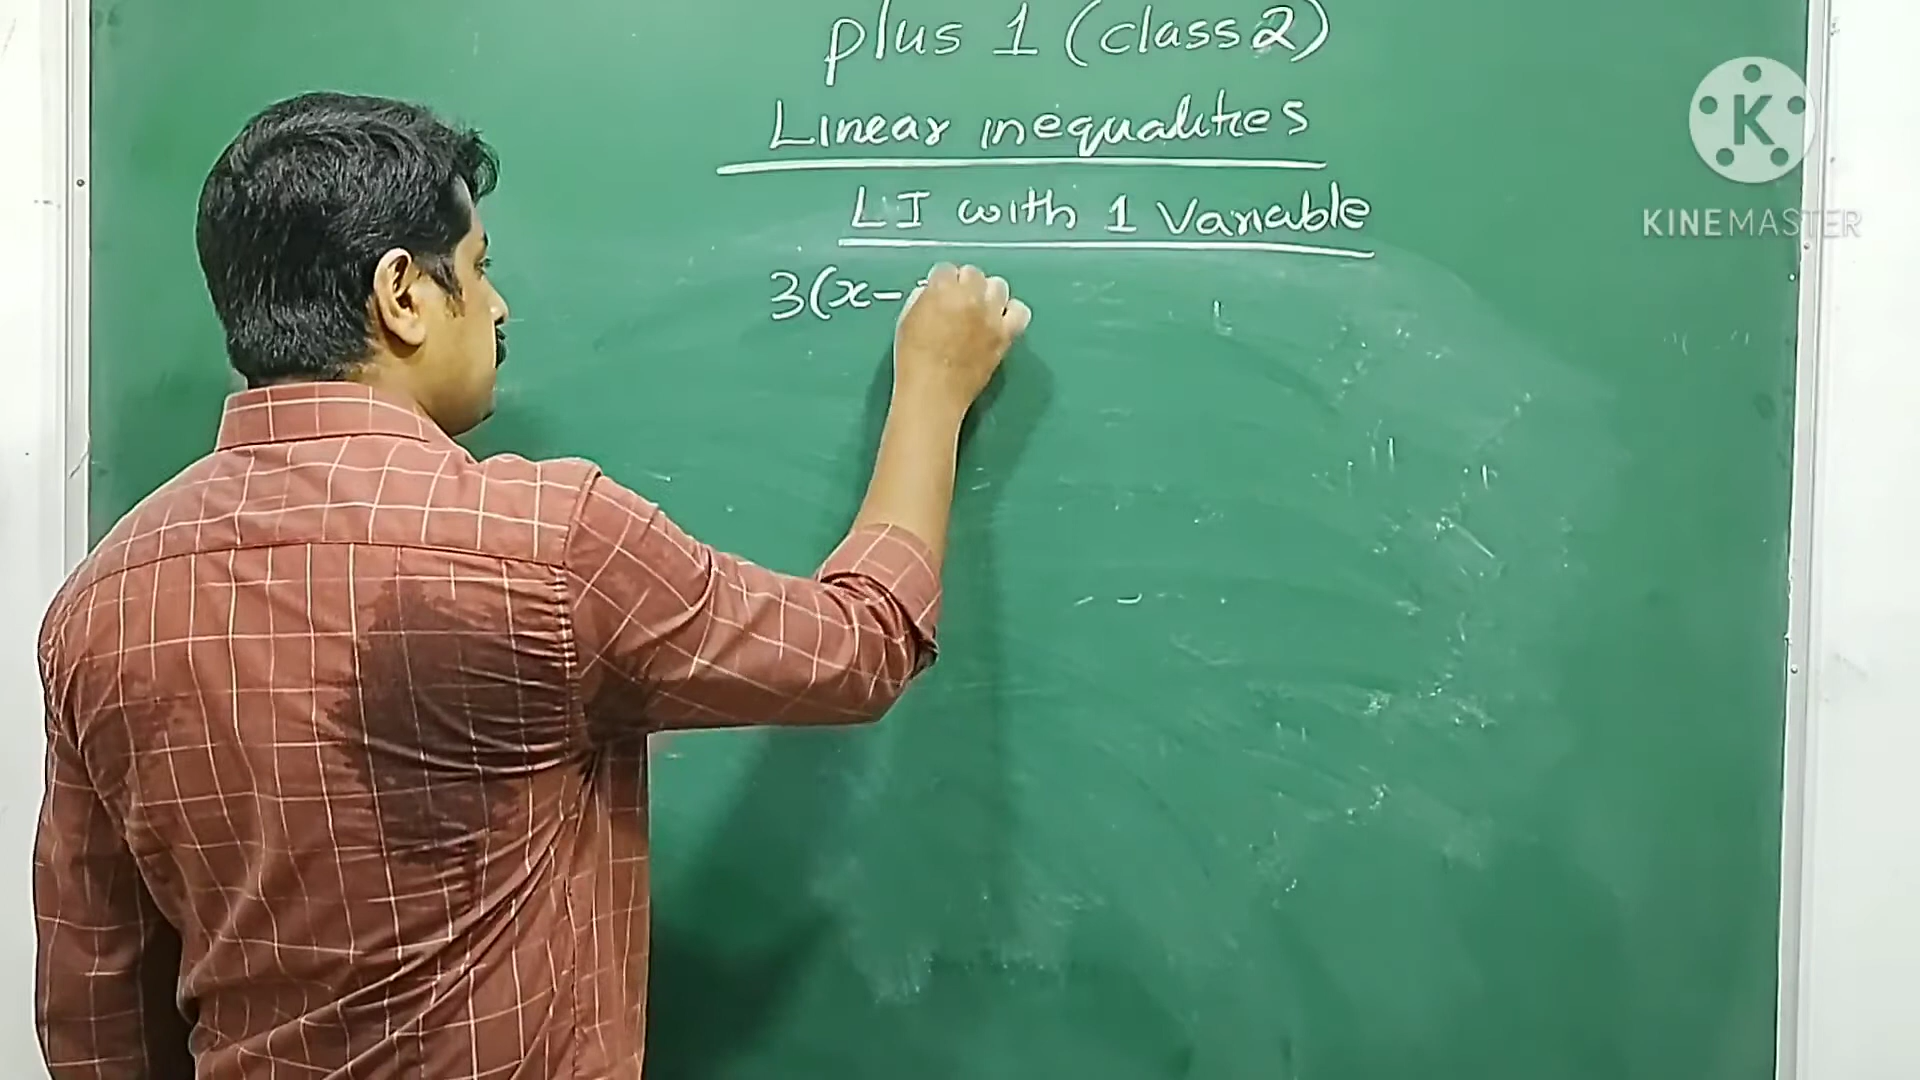 plus 1 (class 2)
Linear inequalities
LI with 1 Variable
3(x-
K
KINEMASTER